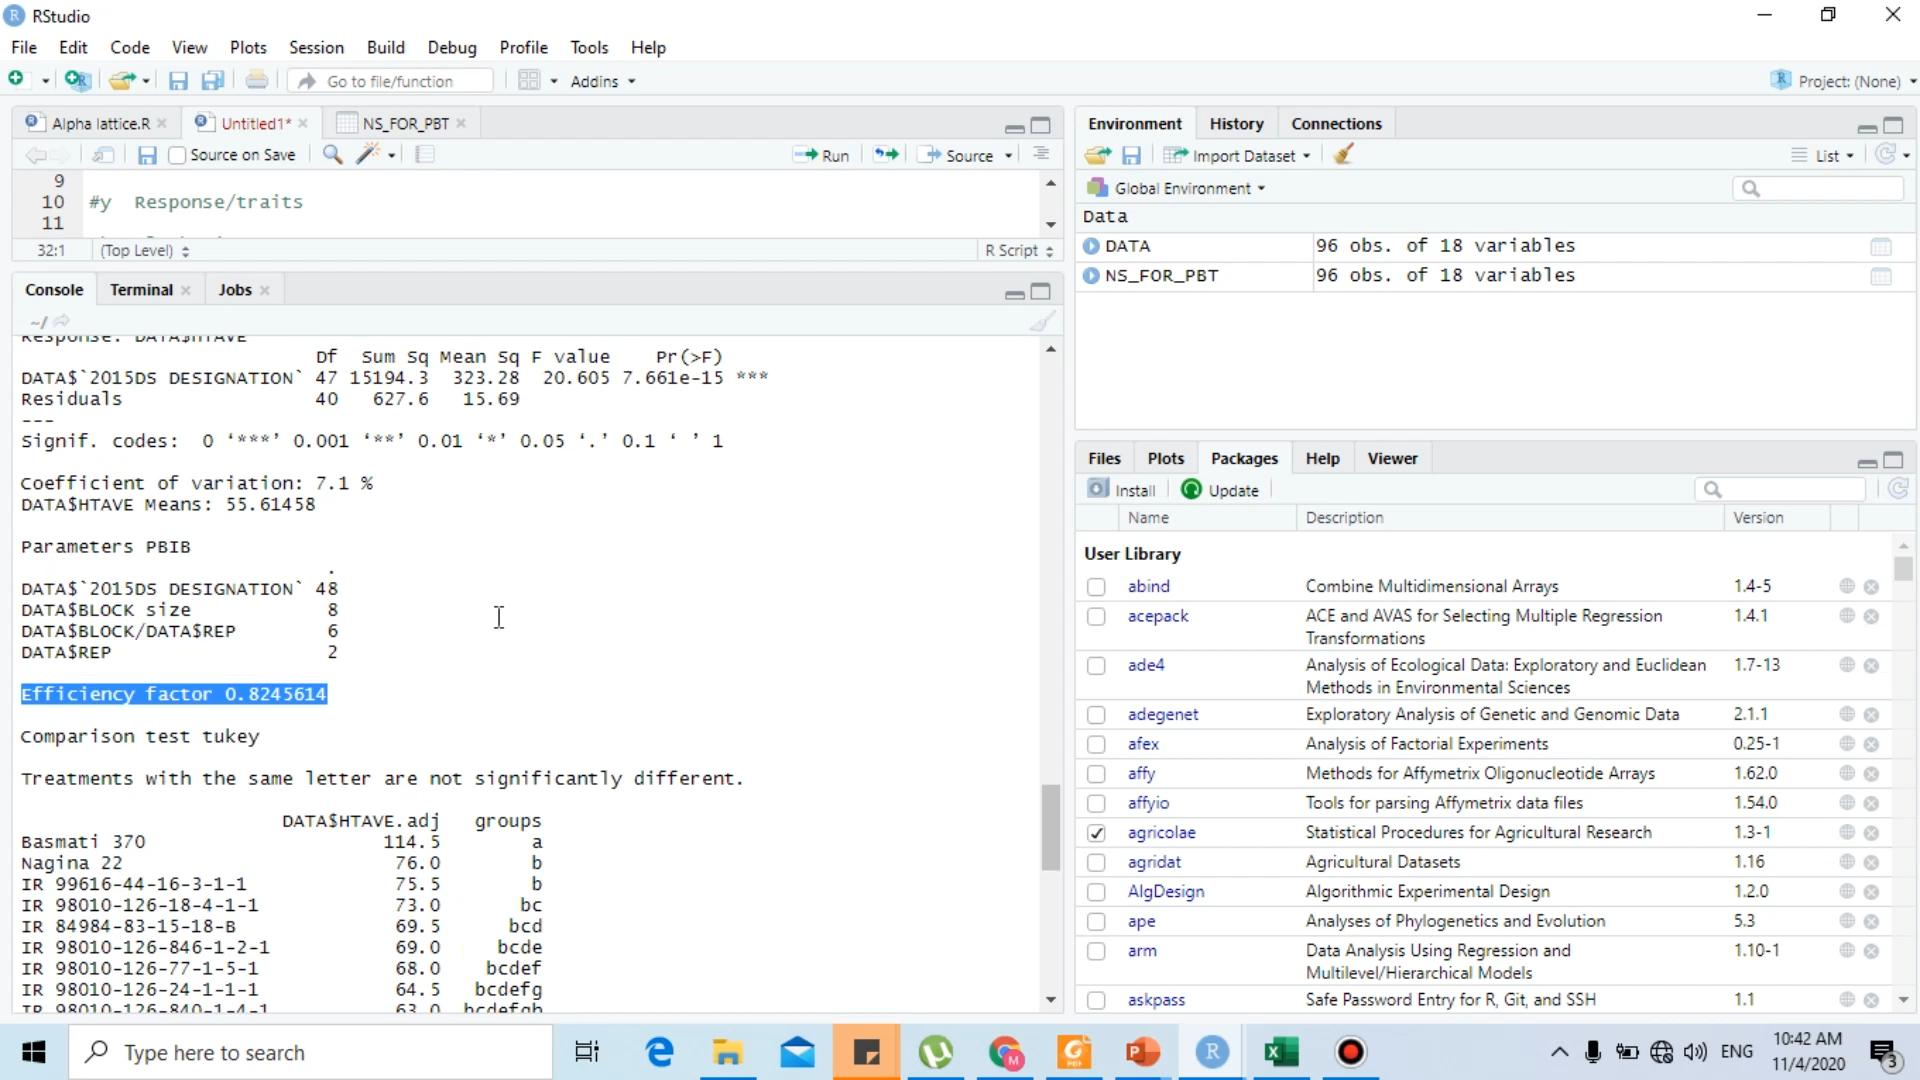 RStudio
File Edit Code View Plots Session Build Debug Profile Tools Help
Go to file/function Addins Project: (None)
Alpha lattice.R Untitled1* NS_FOR_PBT
Source on Save Run Source
9
10 #y Response/traits
11
32:1 (Top Level) R Script
Console Terminal Jobs
~/
Response: DATA$HTAVE
Df Sum Sq Mean Sq F value Pr(>F)
DATA$`2015DS DESIGNATION` 47 15194.3 323.28 20.605 7.661e-15 ***
Residuals 40 627.6 15.69
---
Signif. codes: 0 ‘***’ 0.001 ‘**’ 0.01 ‘*’ 0.05 ‘.’ 0.1 ‘ ’ 1
Coefficient of variation: 7.1 %
DATA$HTAVE Means: 55.61458
Parameters PBIB
.
DATA$`2015DS DESIGNATION` 48
DATA$BLOCK size 8
DATA$BLOCK/DATA$REP 6
DATA$REP 2
Efficiency factor 0.8245614
Comparison test tukey
Treatments with the same letter are not significantly different.
DATA$HTAVE.adj groups
Basmati 370 114.5 a
Nagina 22 76.0 b
IR 99616-44-16-3-1-1 75.5 b
IR 98010-126-18-4-1-1 73.0 bc
IR 84984-83-15-18-B 69.5 bcd
IR 98010-126-846-1-2-1 69.0 bcde
IR 98010-126-77-1-5-1 68.0 bcdef
IR 98010-126-24-1-1-1 64.5 bcdefg
IR 98010-126-840-1-4-1 63.0 bcdefgh
Environment History Connections
Import Dataset List
Global Environment
Data
DATA 96 obs. of 18 variables
NS_FOR_PBT 96 obs. of 18 variables
Files Plots Packages Help Viewer
Install Update
Name Description Version
User Library
abind Combine Multidimensional Arrays 1.4-5
acepack ACE and AVAS for Selecting Multiple Regression 1.4.1
Transformations
ade4 Analysis of Ecological Data: Exploratory and Euclidean 1.7-13
Methods in Environmental Sciences
adegenet Exploratory Analysis of Genetic and Genomic Data 2.1.1
afex Analysis of Factorial Experiments 0.25-1
affy Methods for Affymetrix Oligonucleotide Arrays 1.62.0
affyio Tools for parsing Affymetrix data files 1.54.0
agricolae Statistical Procedures for Agricultural Research 1.3-1
agridat Agricultural Datasets 1.16
AlgDesign Algorithmic Experimental Design 1.2.0
ape Analyses of Phylogenetics and Evolution 5.3
arm Data Analysis Using Regression and 1.10-1
Multilevel/Hierarchical Models
askpass Safe Password Entry for R, Git, and SSH 1.1
Type here to search
ENG 10:42 AM
11/4/2020 3